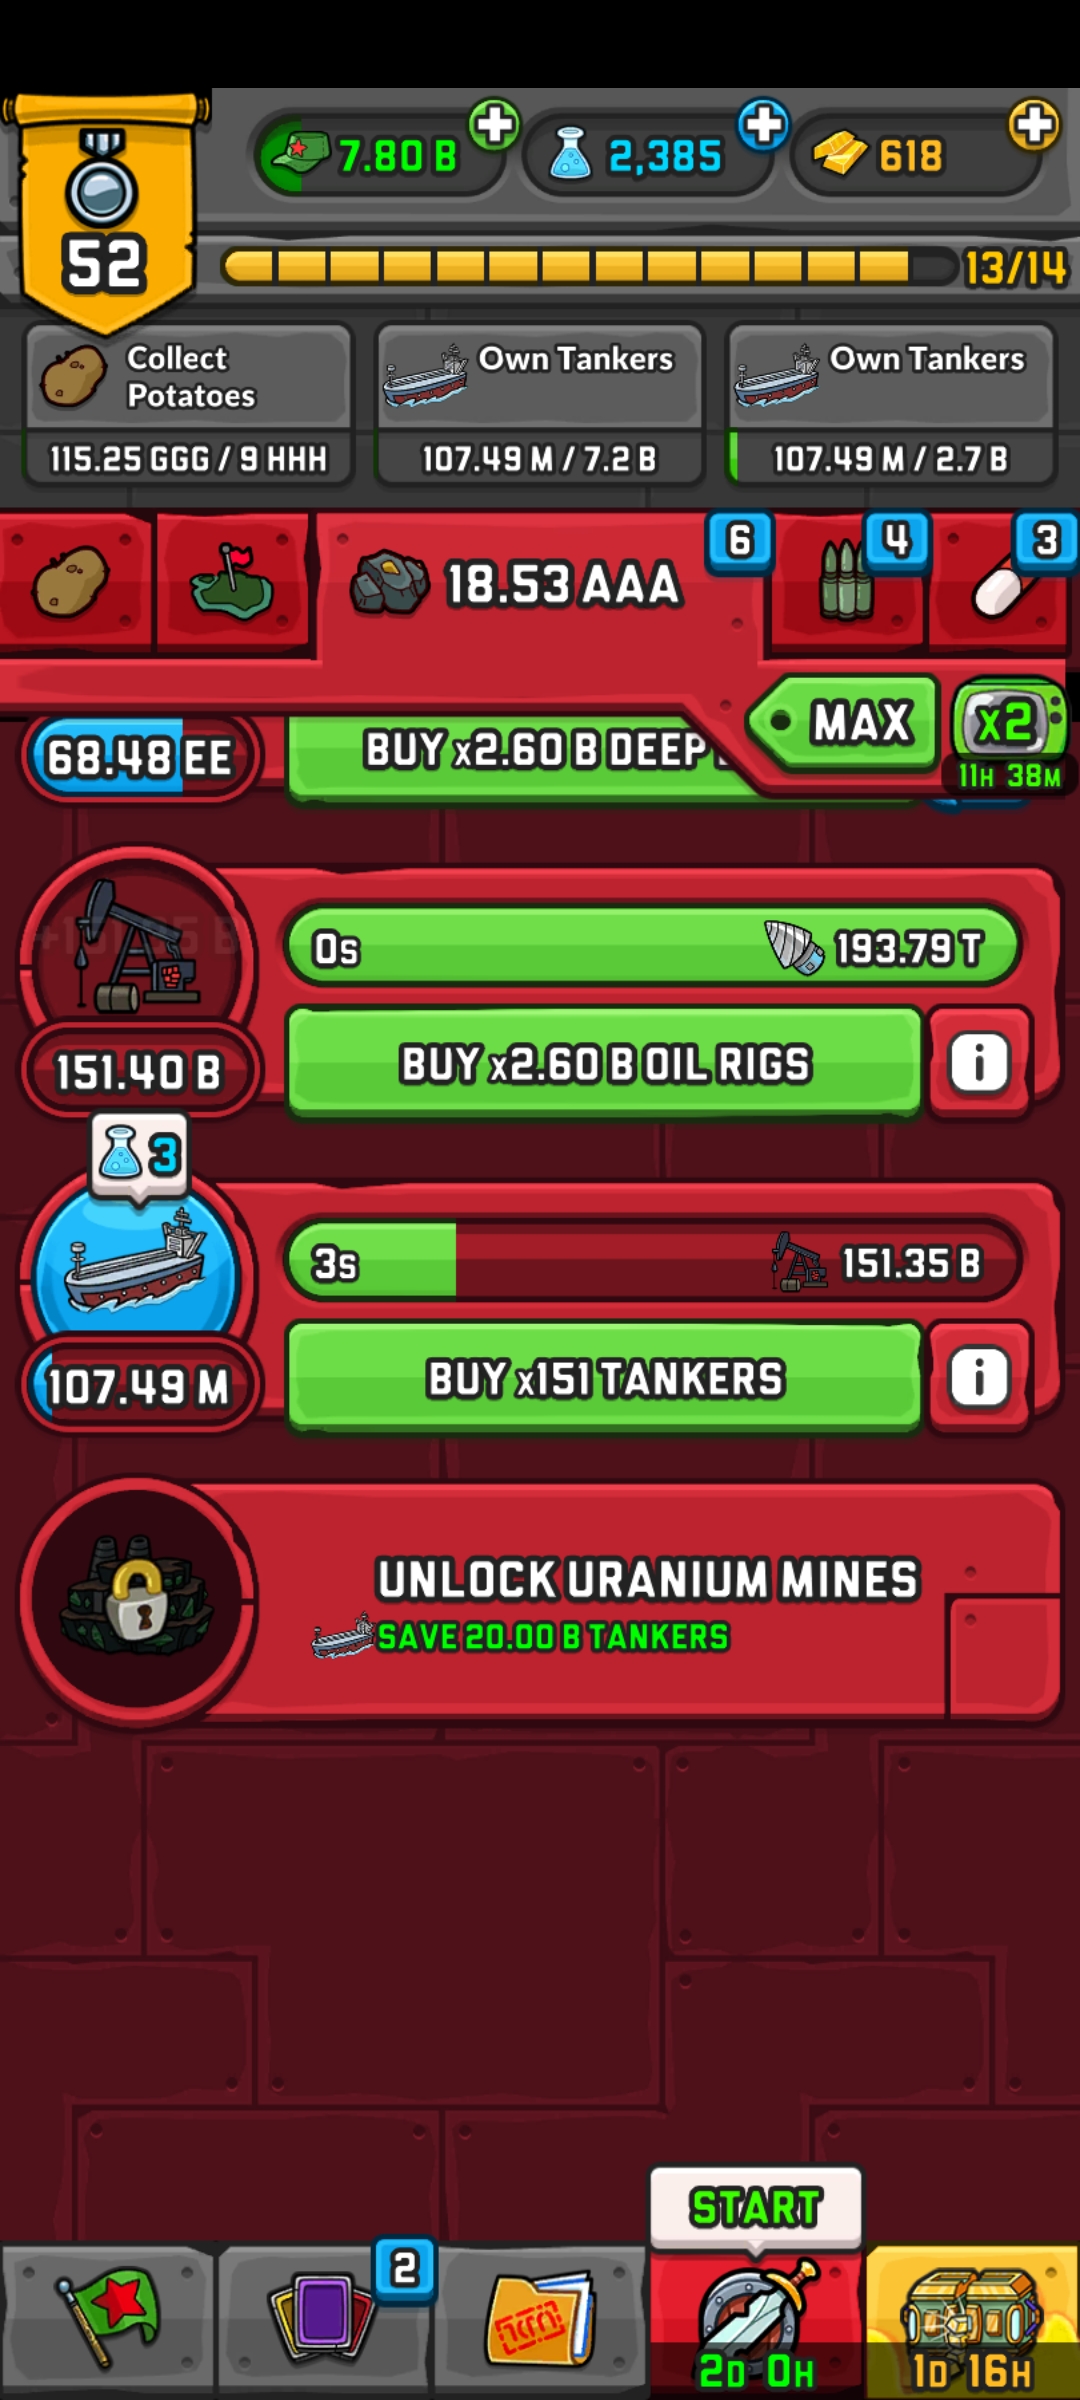 52
7.80 B
2,385
618
13/14
Collect
Potatoes
115.25 GGG / 9 HHH
Own Tankers
107.49 M / 7.2 B
Own Tankers
107.49 M / 2.7 B
18.53 AAA
6
4
3
MAX
x2
11H 38M
68.48 EE
BUY x2.60 B DEEP
0s
193.79 T
151.40 B
BUY x2.60 B OIL RIGS
i
3
3s
151.35 B
107.49 M
BUY x151 TANKERS
i
UNLOCK URANIUM MINES
SAVE 20.00 B TANKERS
START
2
2D 0H
1D 16H